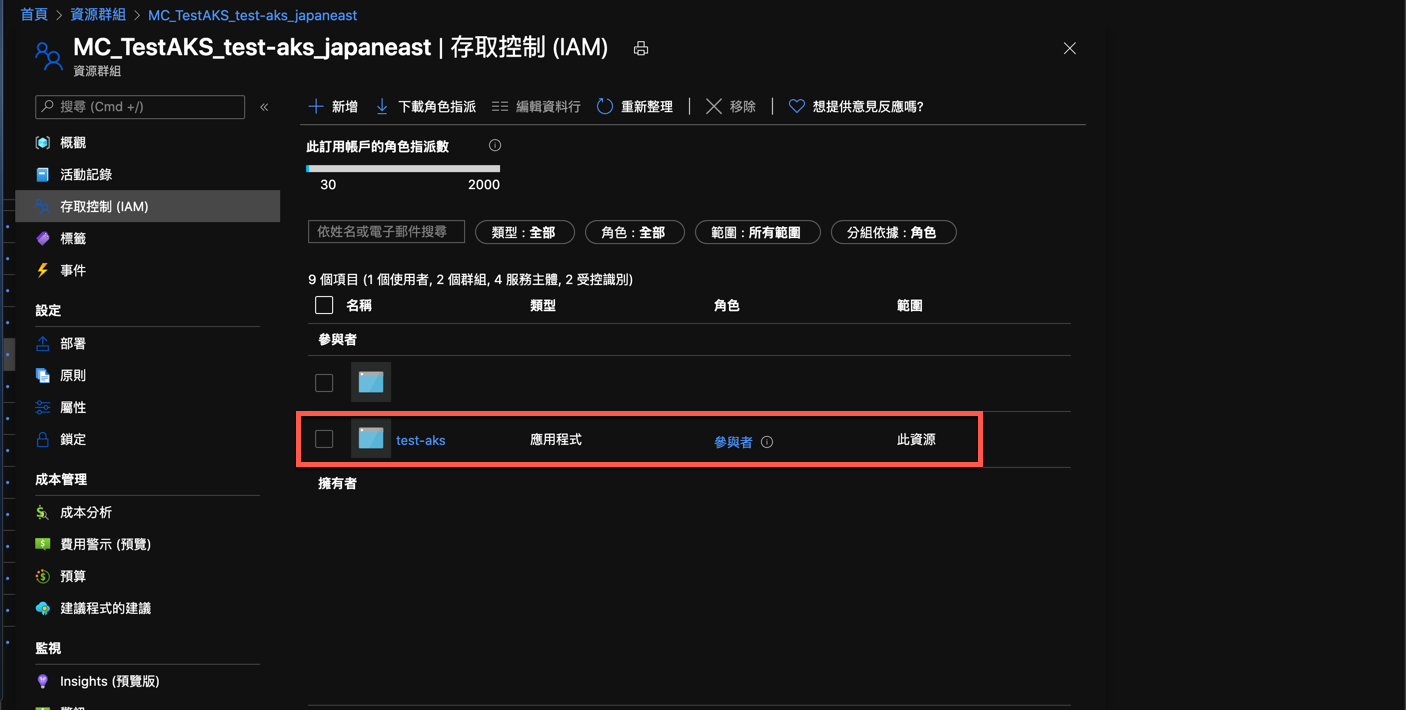 首頁 > 資源群組 > MC_TestAKS_test-aks_japaneast
MC_TestAKS_test-aks_japaneast | 存取控制 (IAM)
資源群組
搜尋 (Cmd +/)
«
概觀
活動記錄
存取控制 (IAM)
標籤
事件
設定
部署
原則
屬性
鎖定
成本管理
成本分析
費用警示 (預覽)
預算
建議程式的建議
監視
Insights (預覽版)
新增 下載角色指派 編輯資料行 重新整理 移除 想提供意見反應嗎?
此訂用帳戶的角色指派數
30 2000
依姓名或電子郵件搜尋 類型 : 全部 角色 : 全部 範圍 : 所有範圍 分組依據 : 角色
9 個項目 (1 個使用者, 2 個群組, 4 服務主體, 2 受控識別)
名稱 類型 角色 範圍
參與者
test-aks 應用程式 參與者 此資源
擁有者